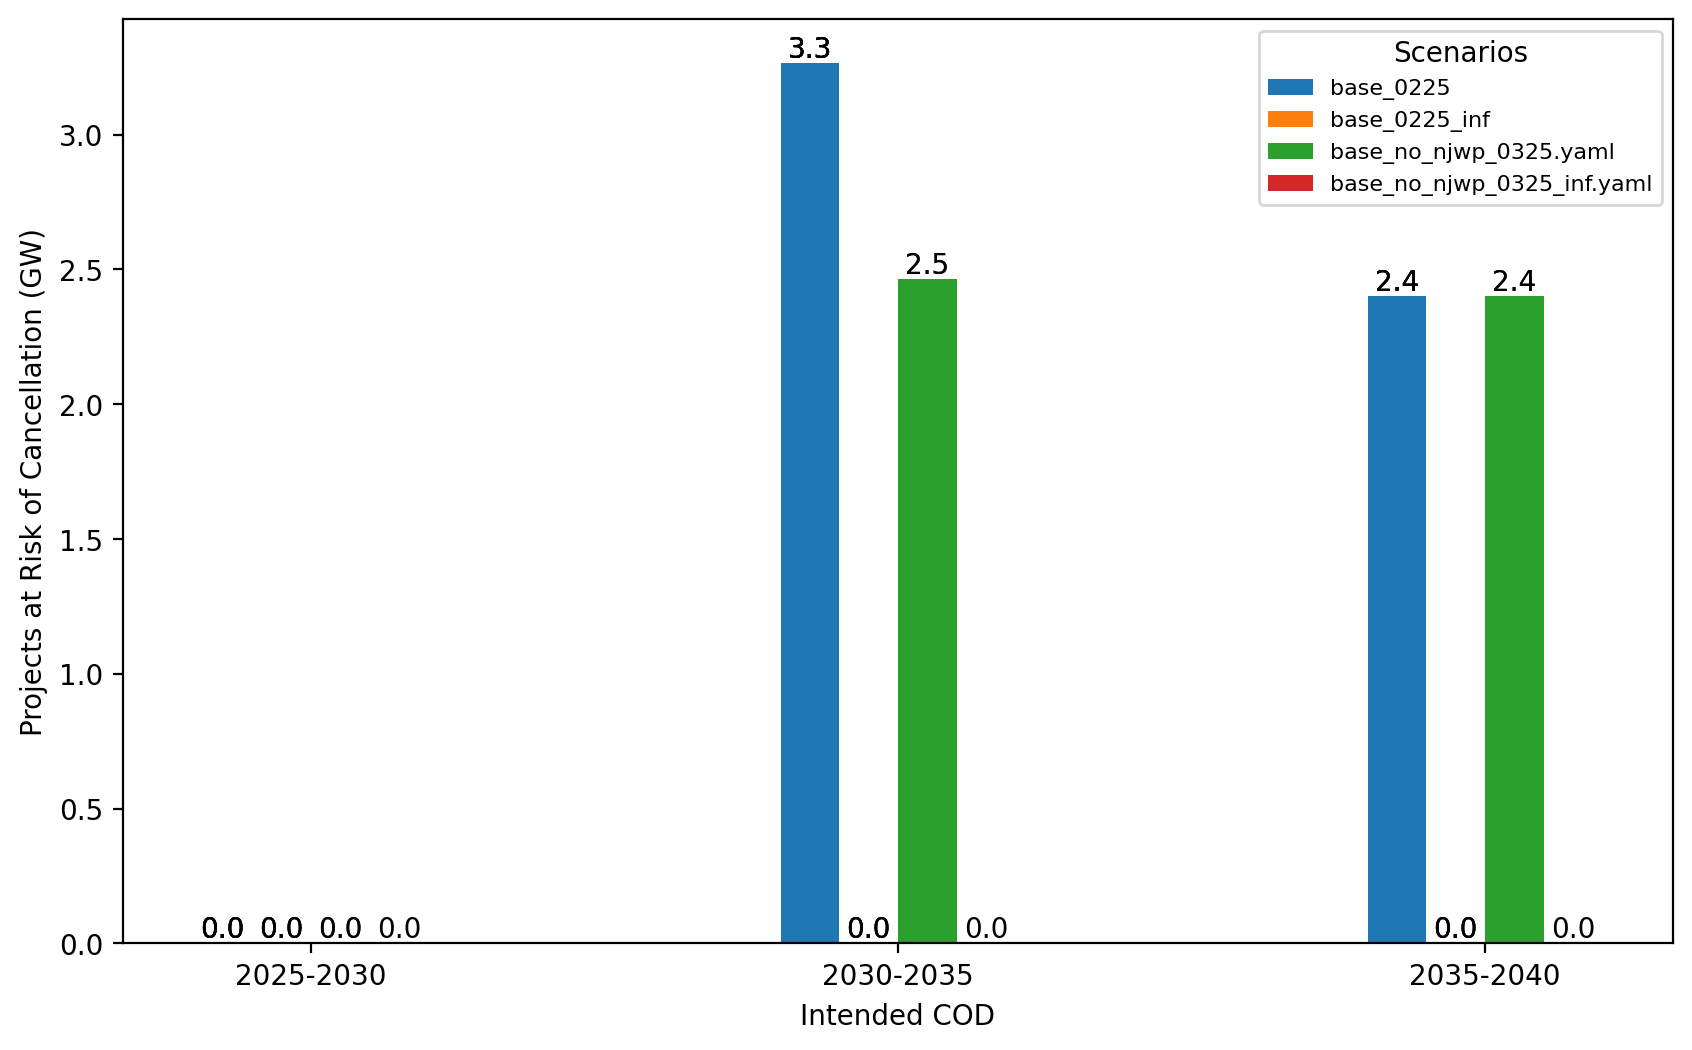 3.3
Scenarios
base_0225
base_0225_inf
base_no_njwp_0325.yaml
base_no_njwp_0325_inf.yaml
3.0
2.5
2.5
2.4
2.4
2.0
1.5
1.0
0.5
0.0
0.0 0.0 0.0 0.0
0.0
0.0
0.0
0.0
2025-2030
2030-2035
2035-2040
Intended COD
Projects at Risk of Cancellation (GW)